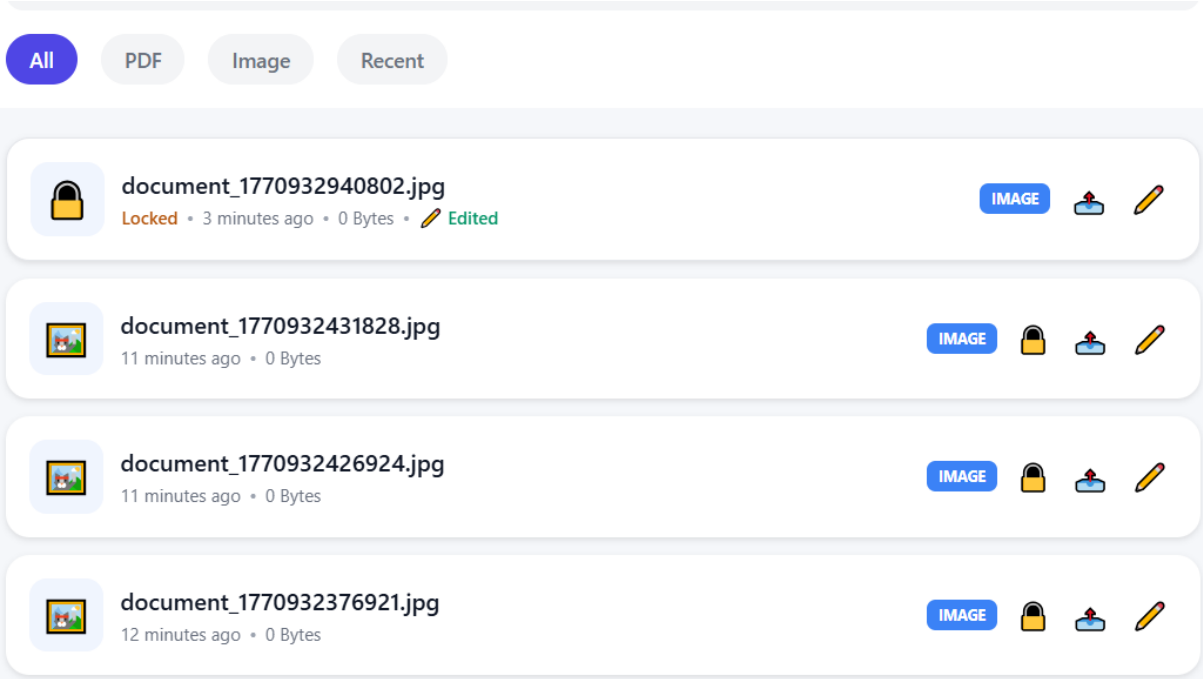 All PDF Image Recent
document_1770932940802.jpg
Locked • 3 minutes ago • 0 Bytes • Edited
IMAGE
document_1770932431828.jpg
11 minutes ago • 0 Bytes
IMAGE
document_1770932426924.jpg
11 minutes ago • 0 Bytes
IMAGE
document_1770932376921.jpg
12 minutes ago • 0 Bytes
IMAGE